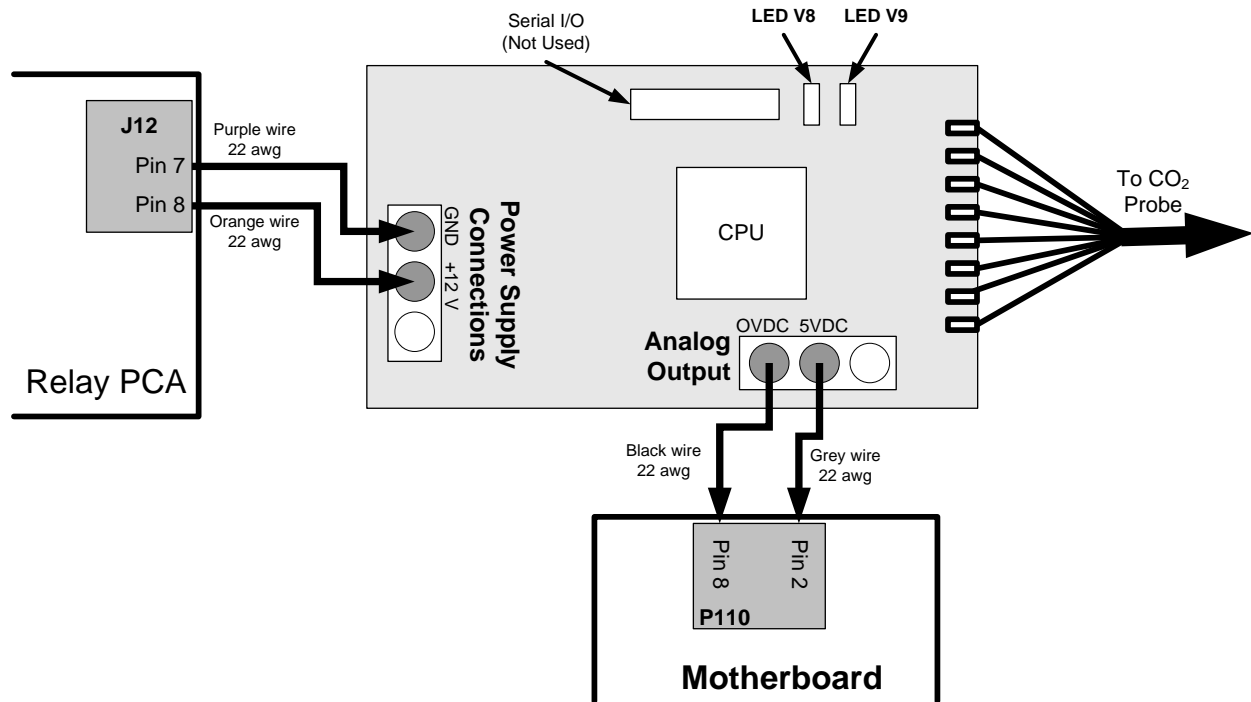 Serial I/O
(Not Used)
LED V8
LED V9
J12
Pin 7
Pin 8
Purple wire
22 awg
Orange wire
22 awg
Relay PCA
GND
+12 V
Power Supply
Connections
CPU
To CO₂
Probe
Analog
Output
OVDC
5VDC
Black wire
22 awg
Grey wire
22 awg
Pin 8
Pin 2
P110
Motherboard